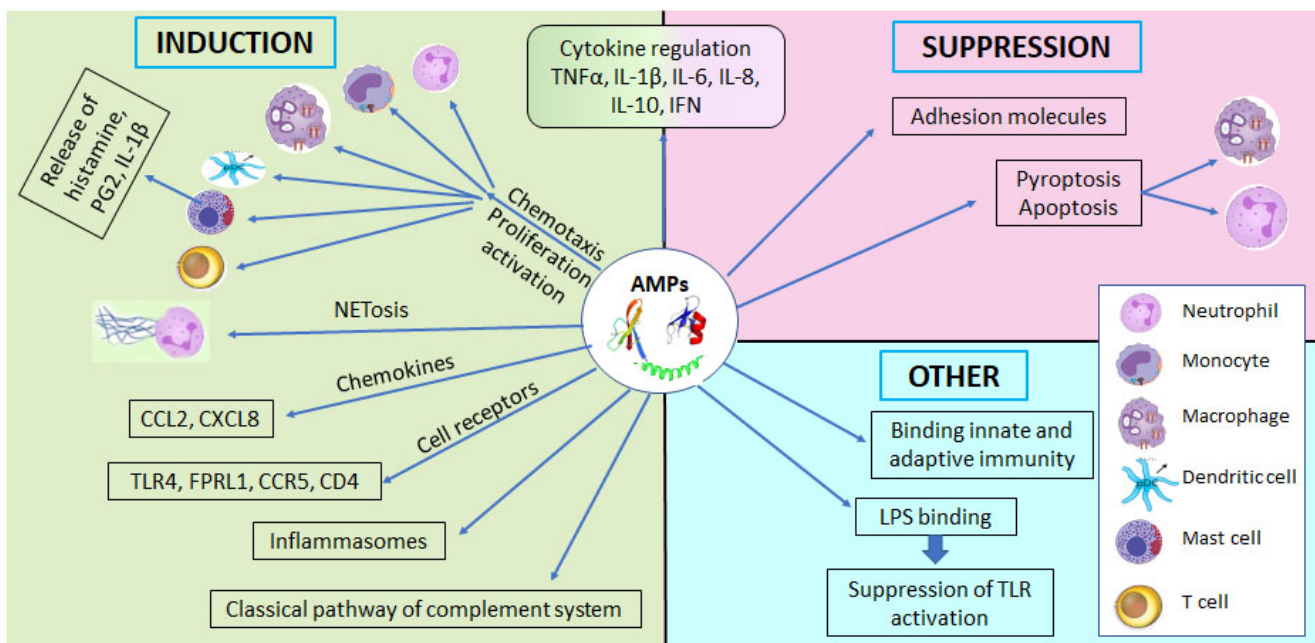 INDUCTION
Cytokine regulation
TNFα, IL-1β, IL-6, IL-8,
IL-10, IFN
SUPPRESSION
Release of
histamine,
PG2, IL-1β
pDC
Chemotaxis
Proliferation
activation
Adhesion molecules
Pyroptosis
Apoptosis
AMPs
NETosis
Chemokines
CCL2, CXCL8
Cell receptors
TLR4, FPRL1, CCR5, CD4
Inflammasomes
Classical pathway of complement system
OTHER
Binding innate and
adaptive immunity
LPS binding
Suppression of TLR
activation
Neutrophil
Monocyte
Macrophage
pDC
Dendritic cell
Mast cell
T cell